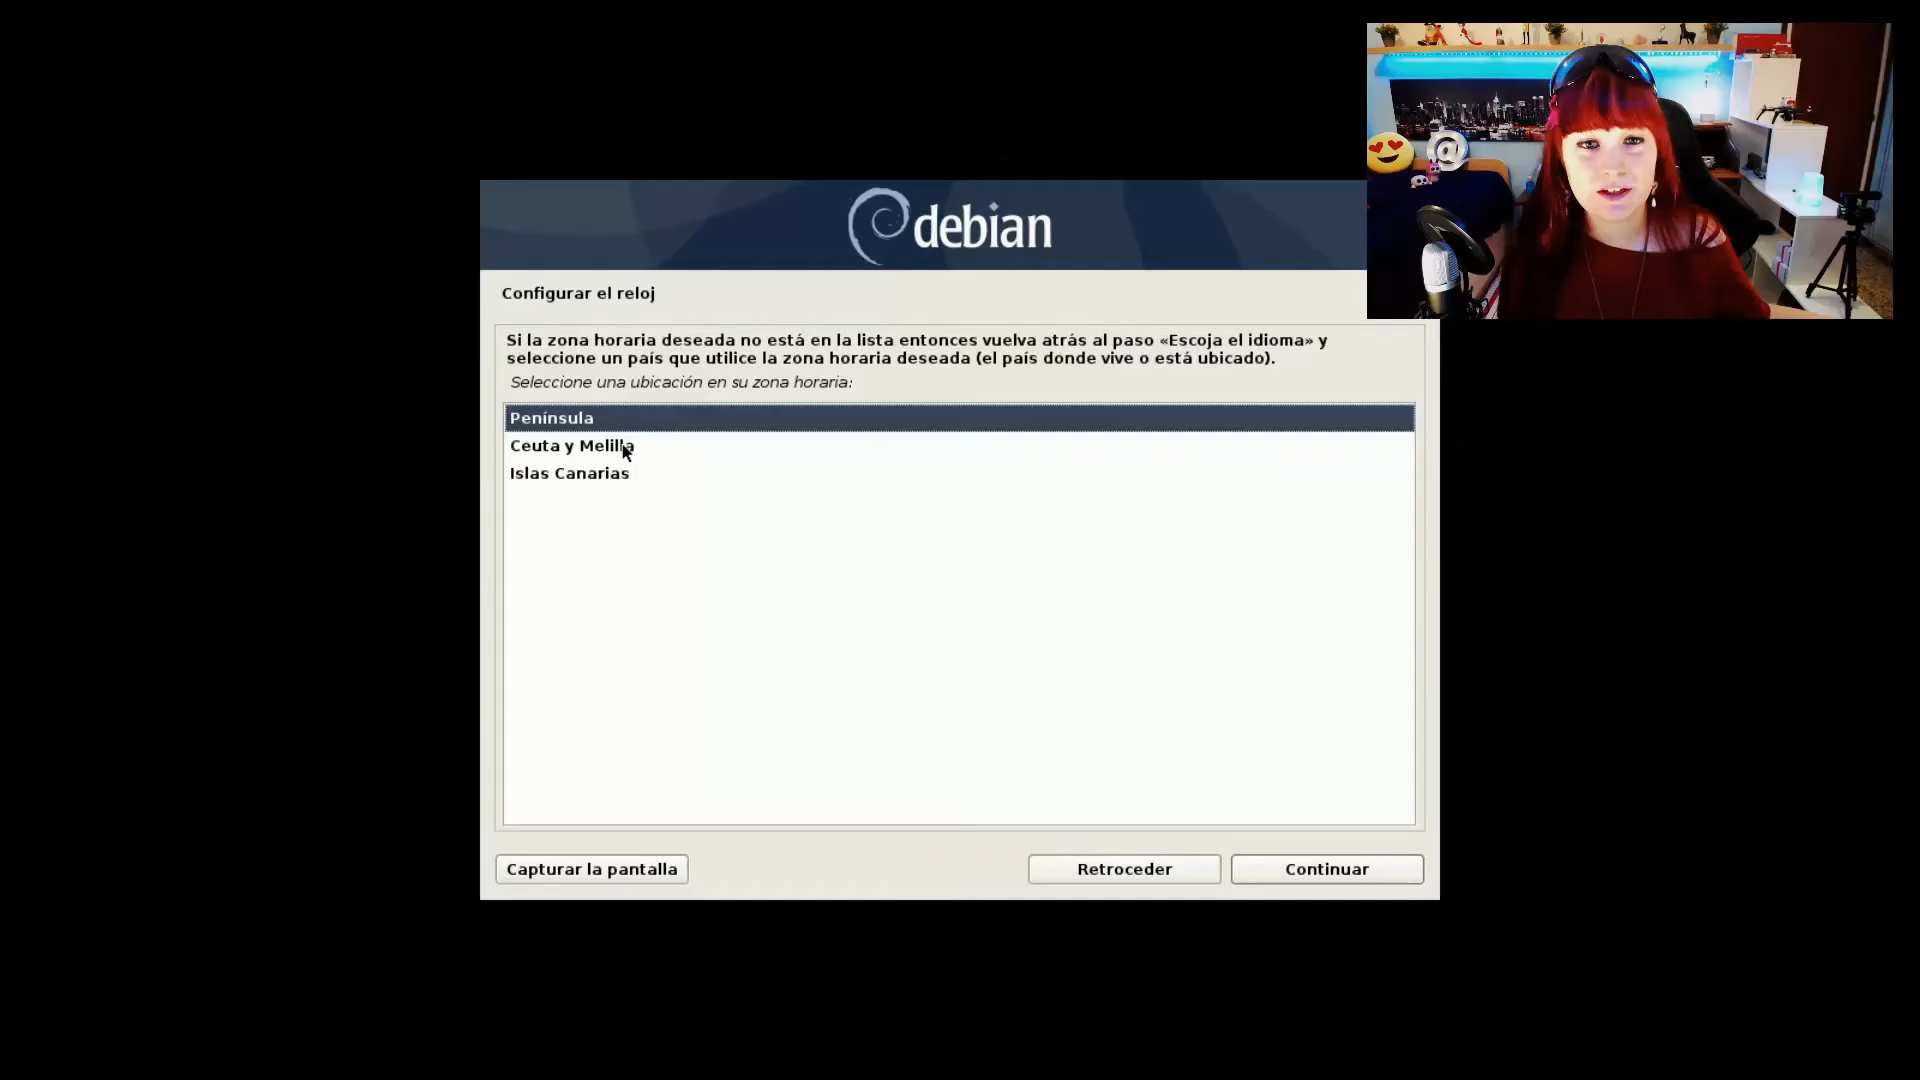 debian
Configurar el reloj
Si la zona horaria deseada no está en la lista entonces vuelva atrás al paso «Escoja el idioma» y
seleccione un país que utilice la zona horaria deseada (el país donde vive o está ubicado).
Seleccione una ubicación en su zona horaria:
Península
Ceuta y Melilla
Islas Canarias
Capturar la pantalla
Retroceder
Continuar
@